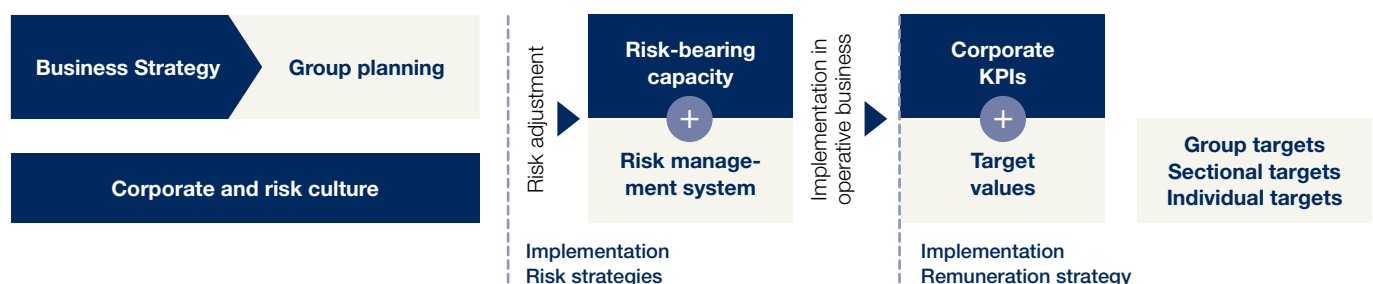 Business Strategy
Group planning
Corporate and risk culture
Risk adjustment
Risk-bearing
capacity
+
Risk manage-
ment system
Implementation
Risk strategies
Implementation in
operative business
Corporate
KPIs
+
Target
values
Implementation
Remuneration strategy
Group targets
Sectional targets
Individual targets